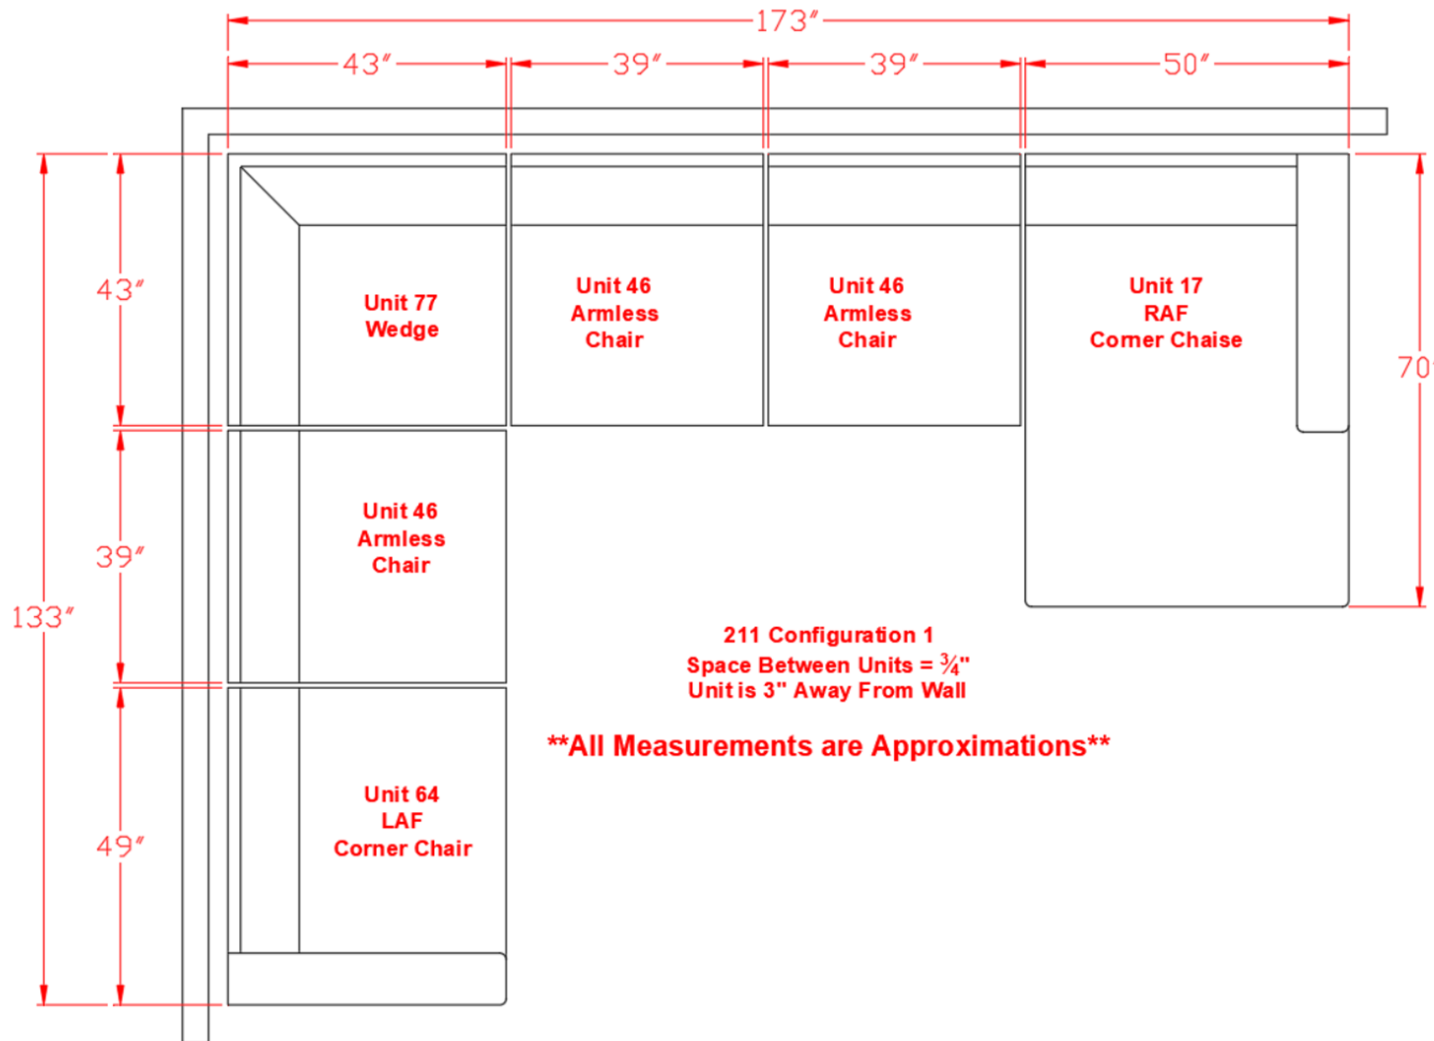 173"
43"
39"
39"
50"
43"
39"
49"
133"
70
Unit 77
Wedge
Unit 46
Armless
Chair
Unit 46
Armless
Chair
Unit 17
RAF
Corner Chaise
Unit 46
Armless
Chair
Unit 64
LAF
Corner Chair
211 Configuration 1
Space Between Units = ¾"
Unit is 3" Away From Wall
**All Measurements are Approximations**